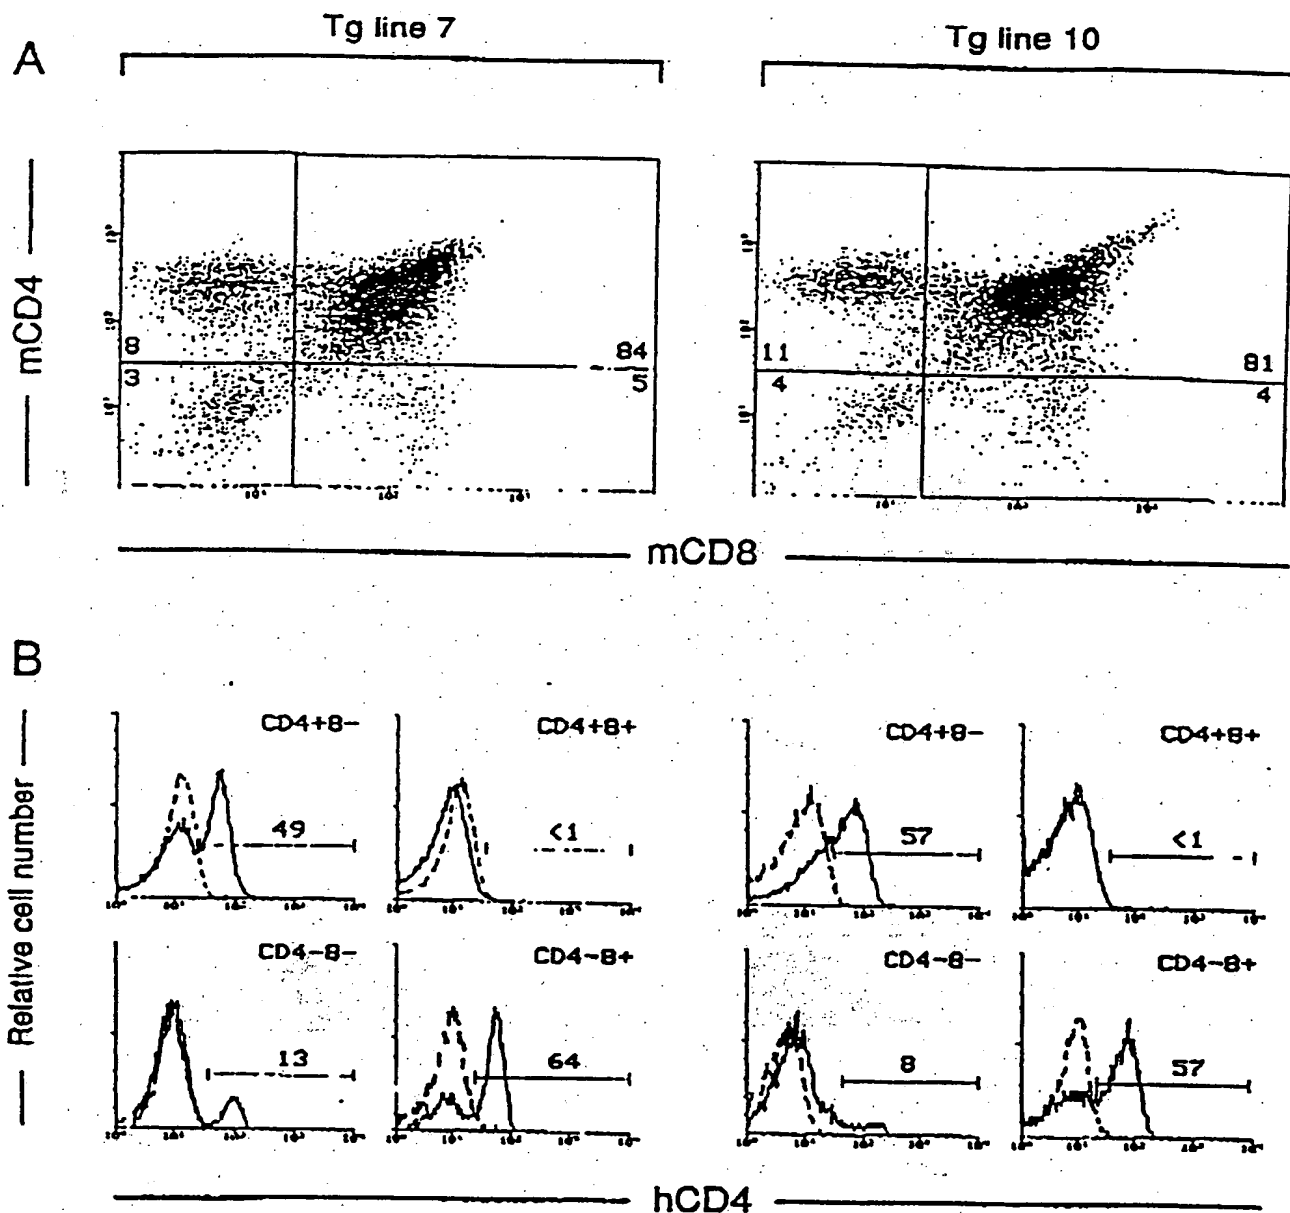 Tg line 7
Tg line 10
A
mCD4
8
84
3
5
11
81
4
4
mCD8
B
Relative cell number
CD4+8-
49
CD4+8+
<1
CD4+8-
57
CD4+8+
<1
CD4-8-
13
CD4-8+
64
CD4-8-
8
CD4-8+
57
hCD4